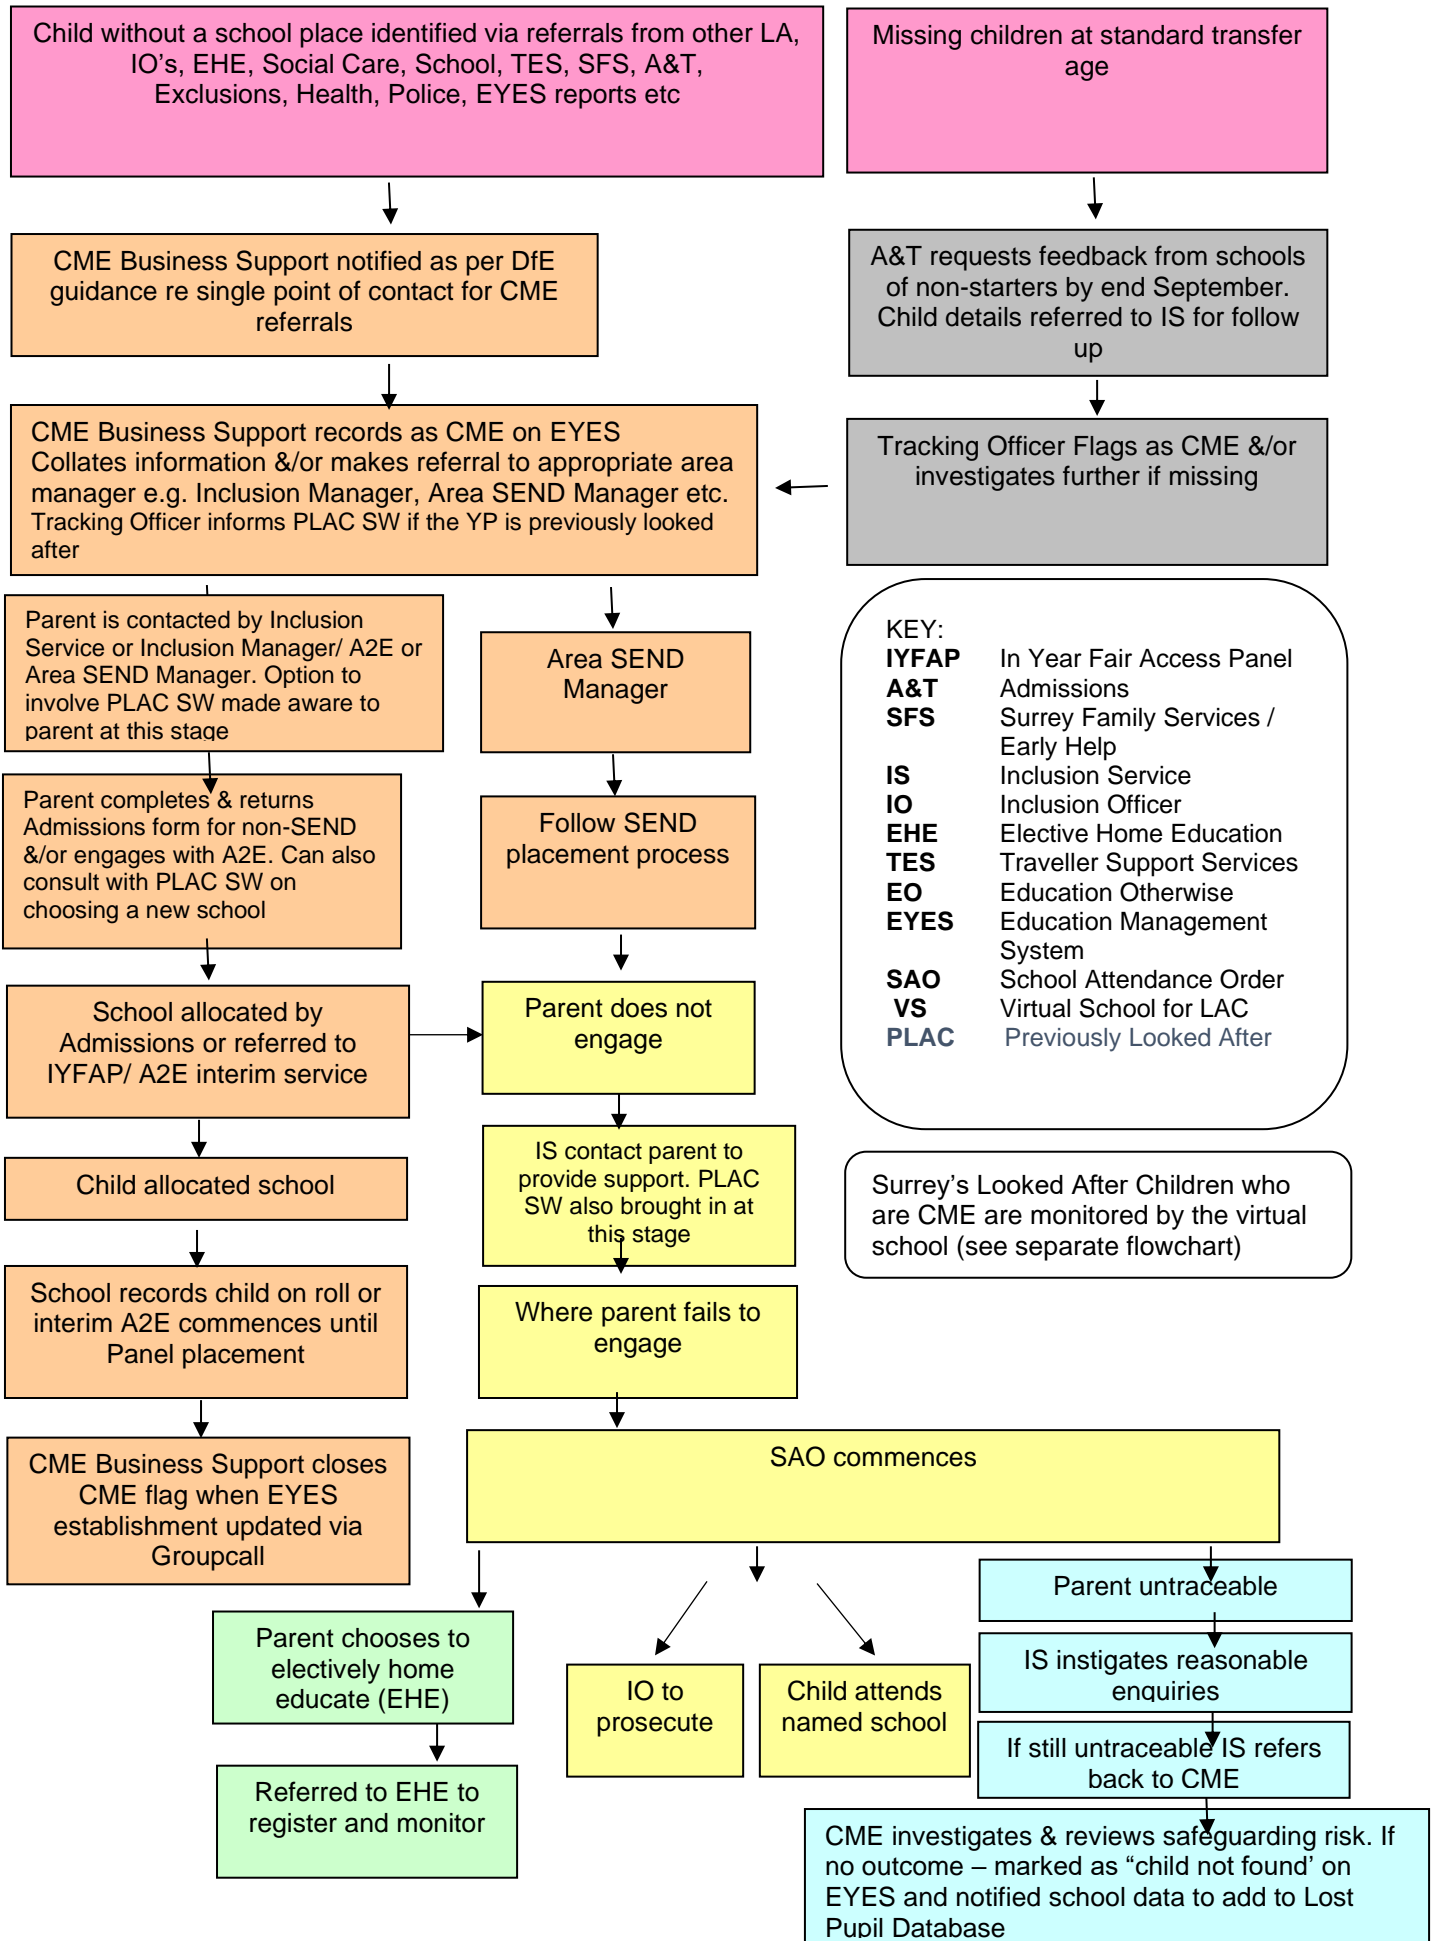 Child without a school place identified via referrals from other LA,
IO's, EHE, Social Care, School, TES, SFS, A&T,
Exclusions, Health, Police, EYES reports etc
Missing children at standard transfer
age
CME Business Support notified as per DfE
guidance re single point of contact for CME
referrals
A&T requests feedback from schools
of non-starters by end September.
Child details referred to IS for follow
up
CME Business Support records as CME on EYES
Collates information &/or makes referral to appropriate area
manager e.g. Inclusion Manager, Area SEND Manager etc.
Tracking Officer informs PLAC SW if the YP is previously looked
after
Tracking Officer Flags as CME &/or
investigates further if missing
Parent is contacted by Inclusion
Service or Inclusion Manager/ A2E or
Area SEND Manager. Option to
involve PLAC SW made aware to
parent at this stage
Area SEND
Manager
Parent completes & returns
Admissions form for non-SEND
&/or engages with A2E. Can also
consult with PLAC SW on
choosing a new school
Follow SEND
placement process
KEY:
IYFAP In Year Fair Access Panel
A&T Admissions
SFS Surrey Family Services /
Early Help
IS Inclusion Service
IO Inclusion Officer
EHE Elective Home Education
TES Traveller Support Services
EO Education Otherwise
EYES Education Management
System
SAO School Attendance Order
VS Virtual School for LAC
PLAC Previously Looked After
School allocated by
Admissions or referred to
IYFAP/ A2E interim service
Parent does not
engage
Child allocated school
IS contact parent to
provide support. PLAC
SW also brought in at
this stage
Surrey's Looked After Children who
are CME are monitored by the virtual
school (see separate flowchart)
School records child on roll or
interim A2E commences until
Panel placement
Where parent fails to
engage
CME Business Support closes
CME flag when EYES
establishment updated via
Groupcall
SAO commences
Parent chooses to
electively home
educate (EHE)
Referred to EHE to
register and monitor
IO to
prosecute
Child attends
named school
Parent untraceable
IS instigates reasonable
enquiries
If still untraceable IS refers
back to CME
CME investigates & reviews safeguarding risk. If
no outcome – marked as “child not found’ on
EYES and notified school data to add to Lost
Pupil Database